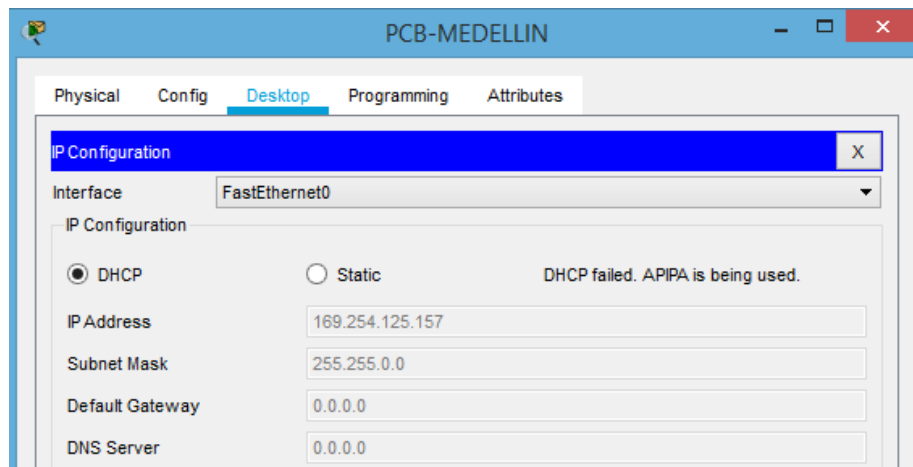 PCB-MEDELLIN
Physical Config Desktop Programming Attributes
IP Configuration X
Interface FastEthernet0
IP Configuration
DHCP Static DHCP failed. APIPA is being used.
IP Address 169.254.125.157
Subnet Mask 255.255.0.0
Default Gateway 0.0.0.0
DNS Server 0.0.0.0